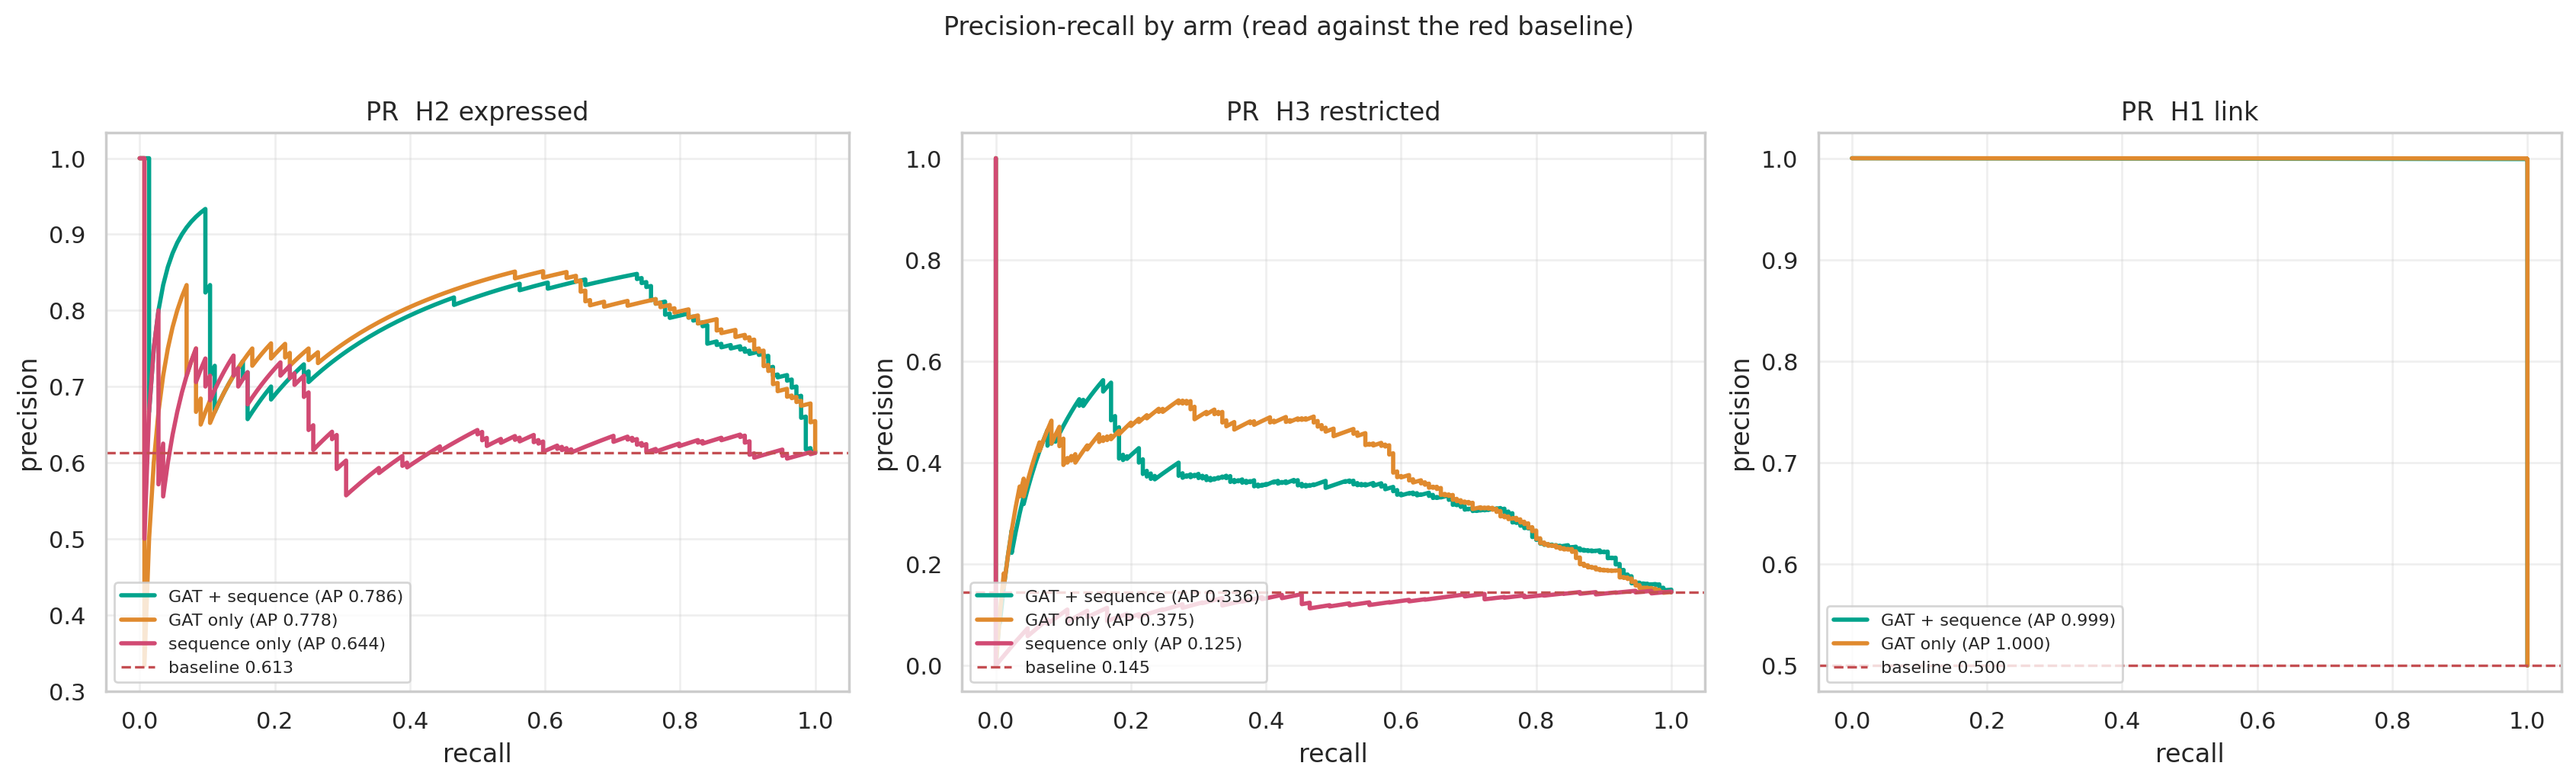 Precision-recall by arm (read against the red baseline)
PR  H2 expressed
precision
1.0
0.9
0.8
0.7
0.6
0.5
0.4
0.3
GAT + sequence (AP 0.786)
GAT only (AP 0.778)
sequence only (AP 0.644)
baseline 0.613
0.0 0.2 0.4 0.6 0.8 1.0
recall
PR  H3 restricted
precision
1.0
0.8
0.6
0.4
0.2
0.0
GAT + sequence (AP 0.336)
GAT only (AP 0.375)
sequence only (AP 0.125)
baseline 0.145
0.0 0.2 0.4 0.6 0.8 1.0
recall
PR  H1 link
precision
1.0
0.9
0.8
0.7
0.6
0.5
GAT + sequence (AP 0.999)
GAT only (AP 1.000)
baseline 0.500
0.0 0.2 0.4 0.6 0.8 1.0
recall